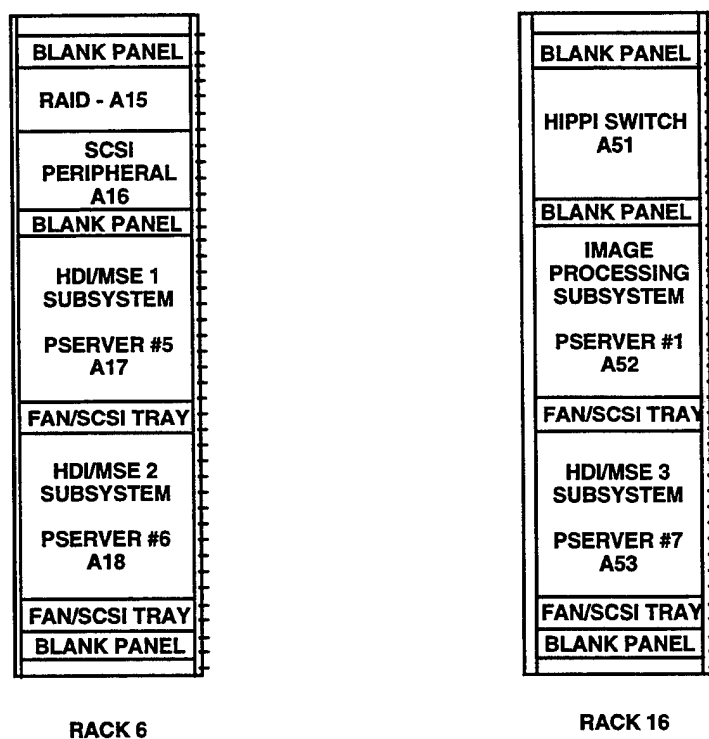 BLANK PANEL
RAID - A15
SCSI
PERIPHERAL
A16
BLANK PANEL
HDI/MSE 1
SUBSYSTEM
PSERVER #5
A17
FAN/SCSI TRAY
HDI/MSE 2
SUBSYSTEM
PSERVER #6
A18
FAN/SCSI TRAY
BLANK PANEL
RACK 6
BLANK PANEL
HIPPI SWITCH
A51
BLANK PANEL
IMAGE
PROCESSING
SUBSYSTEM
PSERVER #1
A52
FAN/SCSI TRAY
HDI/MSE 3
SUBSYSTEM
PSERVER #7
A53
FAN/SCSI TRAY
BLANK PANEL
RACK 16